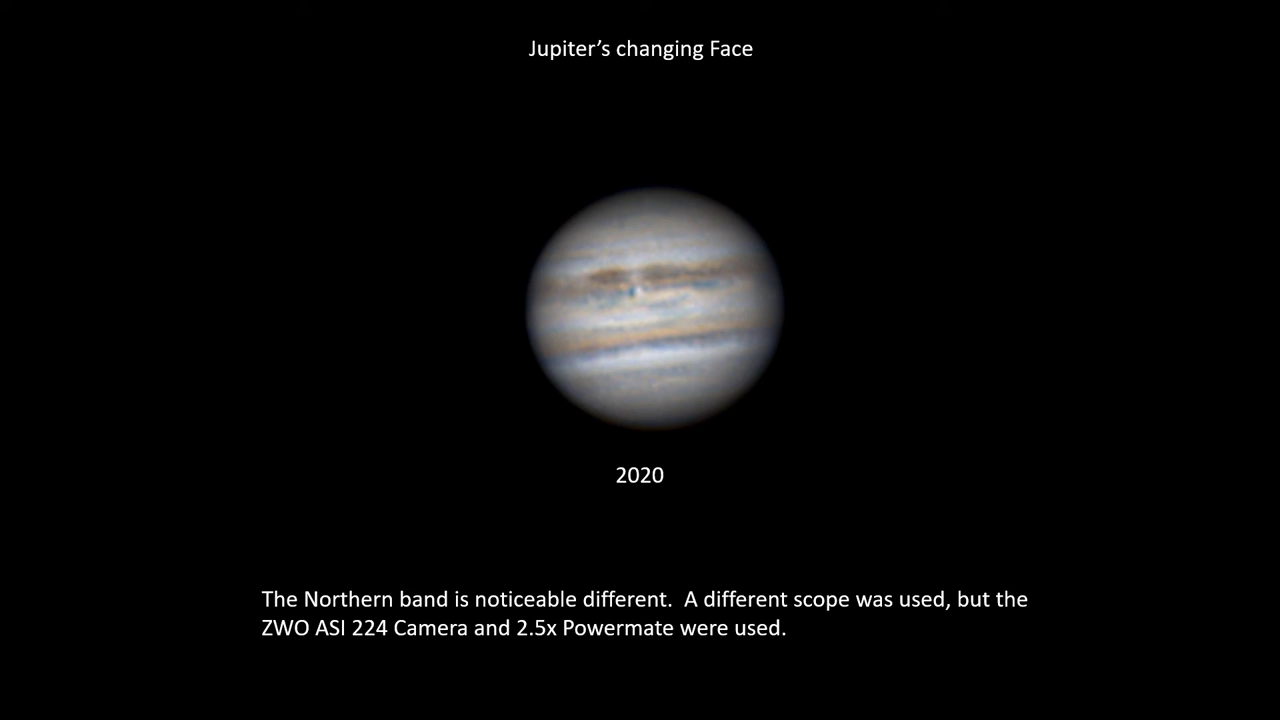 Jupiter’s changing Face
2020
The Northern band is noticeable different.  A different scope was used, but the
ZWO ASI 224 Camera and 2.5x Powermate were used.